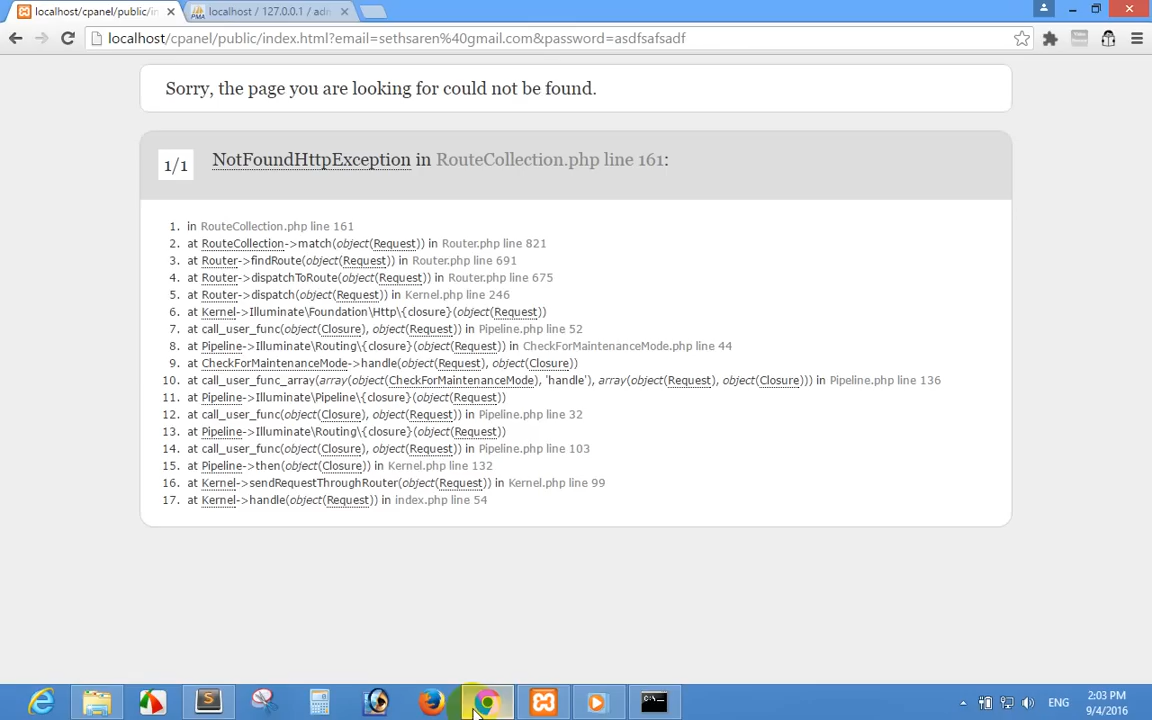 localhost/cpanel/public/in
localhost / 127.0.0.1 / adm
localhost/cpanel/public/index.html?email=sethsaren%40gmail.com&password=asdfsafsadf
Sorry, the page you are looking for could not be found.
1/1
NotFoundHttpException in RouteCollection.php line 161:
1. in RouteCollection.php line 161
2. at RouteCollection->match(object(Request)) in Router.php line 821
3. at Router->findRoute(object(Request)) in Router.php line 691
4. at Router->dispatchToRoute(object(Request)) in Router.php line 675
5. at Router->dispatch(object(Request)) in Kernel.php line 246
6. at Kernel->Illuminate\Foundation\Http\{closure}(object(Request))
7. at call_user_func(object(Closure), object(Request)) in Pipeline.php line 52
8. at Pipeline->Illuminate\Routing\{closure}(object(Request)) in CheckForMaintenanceMode.php line 44
9. at CheckForMaintenanceMode->handle(object(Request), object(Closure))
10. at call_user_func_array(array(object(CheckForMaintenanceMode), 'handle'), array(object(Request), object(Closure))) in Pipeline.php line 136
11. at Pipeline->Illuminate\Pipeline\{closure}(object(Request))
12. at call_user_func(object(Closure), object(Request)) in Pipeline.php line 32
13. at Pipeline->Illuminate\Routing\{closure}(object(Request))
14. at call_user_func(object(Closure), object(Request)) in Pipeline.php line 103
15. at Pipeline->then(object(Closure)) in Kernel.php line 132
16. at Kernel->sendRequestThroughRouter(object(Request)) in Kernel.php line 99
17. at Kernel->handle(object(Request)) in index.php line 54
ENG
2:03 PM
9/4/2016